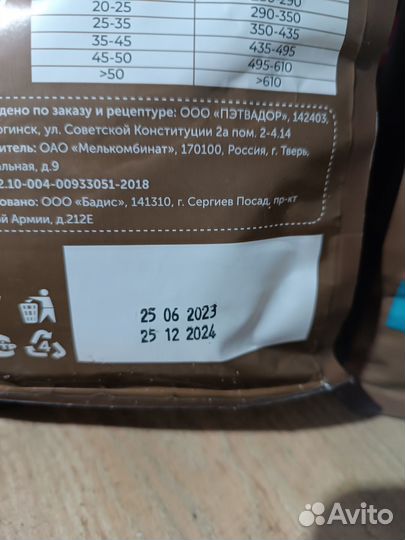 20-25
25-35 290-350
35-45 350-435
45-50 435-495
>50 495-610
>610
дено по заказу и рецептуре: ООО "ПЭТВАДОР", 142403,
огинск, ул. Советской Конституции 2а пом. 2-4.14
итель: ОАО «Мелькомбинат», 170100, Россия, г. Тверь,
альная, д.9
2.10-004-00933051-2018
овано: ООО «Бадис», 141310, г. Сергиев Посад, пр-кт
ой Армии, д.212Е
25 06 2023
25 12 2024
4
Avito